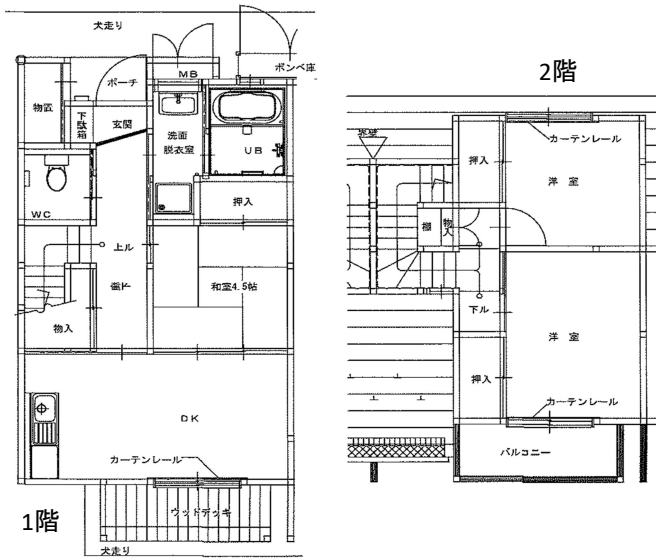 犬走り
ボンベ庫
MB
ポーチ
物置
下駄箱
玄関
洗面
脱衣室
UB
WC
押入
上ル
廊下
和室4.5帖
物入
DK
カーテンレール
ウッドデッキ
1階
犬走り
2階
カーテンレール
押入
洋室
棚
物入
下ル
洋室
押入
カーテンレール
バルコニー